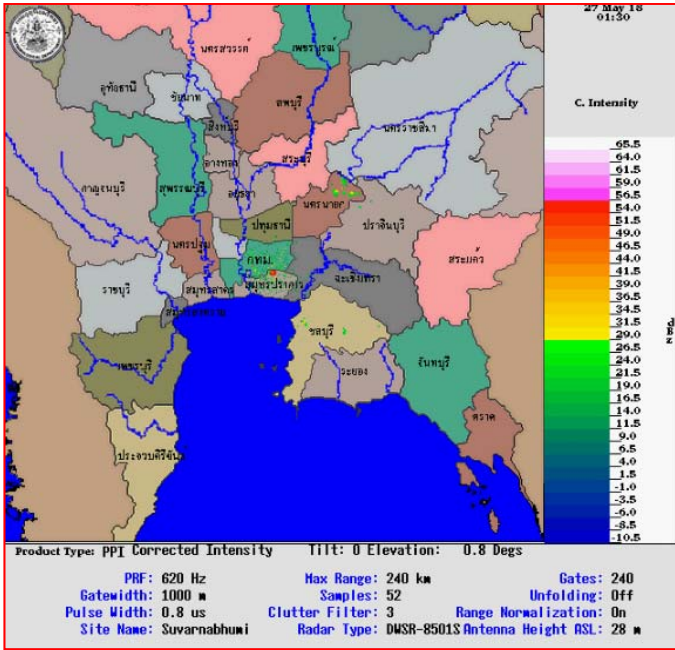 27 May 18
01:30
C. Intensity
นครสวรรค์
เพชรบูรณ์
อุทัยธานี
ชัยนาท
ลพบุรี
สิงห์บุรี
นครราชสีมา
อ่างทอง
สระบุรี
กาญจนบุรี
สุพรรณบุรี
อยุธยา
นครนายก
ปราจีนบุรี
ปทุมธานี
นครปฐม
กทม.
สระแก้ว
ราชบุรี
สมุทรสาคร
สมุทรปราการ
ฉะเชิงเทรา
ชลบุรี
เพชรบุรี
ระยอง
จันทบุรี
ตราด
ประจวบคีรีขันธ์
65.5
64.0
61.5
59.0
56.5
54.0
51.5
49.0
46.5
44.0
41.5
39.0
36.5
34.0
31.5
29.0
26.5
24.0
21.5
19.0
16.5
14.0
11.5
9.0
6.5
4.0
1.5
-1.0
-3.5
-6.0
-8.5
-10.5
Product Type: PPI Corrected Intensity Tilt: 0 Elevation: 0.8 Degs
PRF: 620 Hz Max Range: 240 km Gates: 240
Gatewidth: 1000 m Samples: 52 Unfolding: Off
Pulse Width: 0.8 us Clutter Filter: 3 Range Normalization: On
Site Name: Suvarnabhumi Radar Type: DWSR-8501S Antenna Height ASL: 28 m